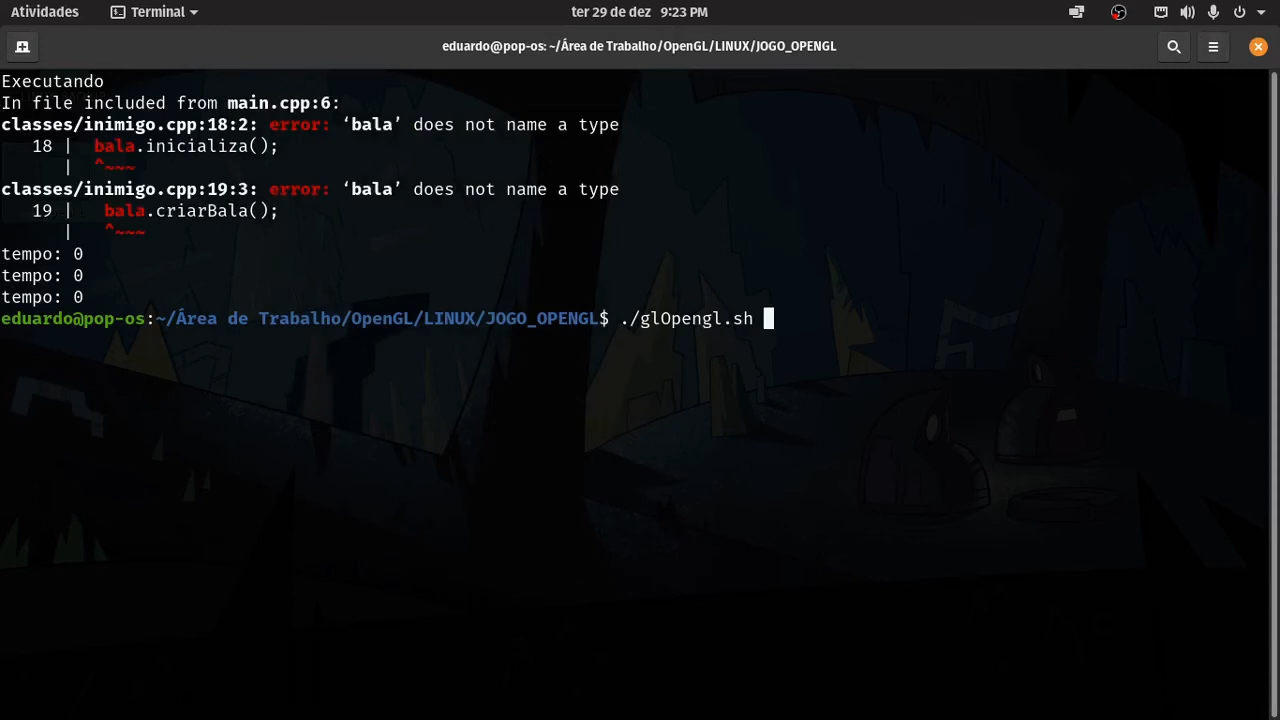 Atividades
Terminal
ter 29 de dez 9:23 PM
eduardo@pop-os: ~/Área de Trabalho/OpenGL/LINUX/JOGO_OPENGL
Executando
In file included from main.cpp:6:
classes/inimigo.cpp:18:2: error: ‘bala’ does not name a type
18 | bala.inicializa();
| ^~~~
classes/inimigo.cpp:19:3: error: ‘bala’ does not name a type
19 | bala.criarBala();
| ^~~~
tempo: 0
tempo: 0
tempo: 0
eduardo@pop-os:~/Área de Trabalho/OpenGL/LINUX/JOGO_OPENGL$ ./glOpengl.sh